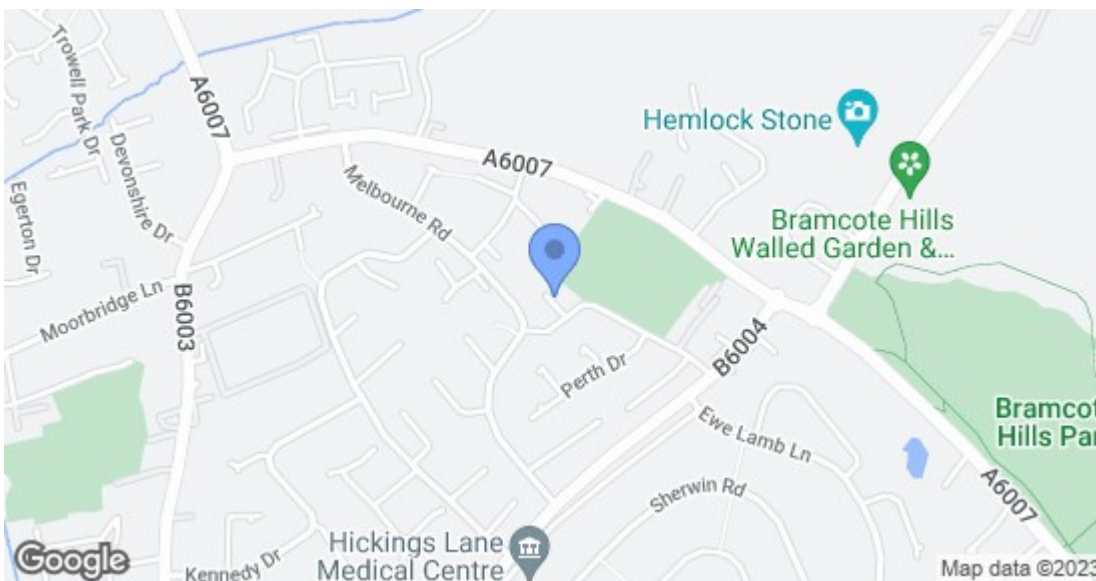 Trowell Park Dr
A6007
Devonshire Dr
Egerton Dr
Moorbridge Ln
B6003
Melbourne Rd
A6007
Hemlock Stone
Bramcote Hills
Walled Garden &...
Perth Dr
B6004
Ewe Lamb Ln
Bramcot
Hills Par
A6007
Sherwin Rd
Hickings Lane
Medical Centre
Kennedy Dr
Google
Map data ©2023